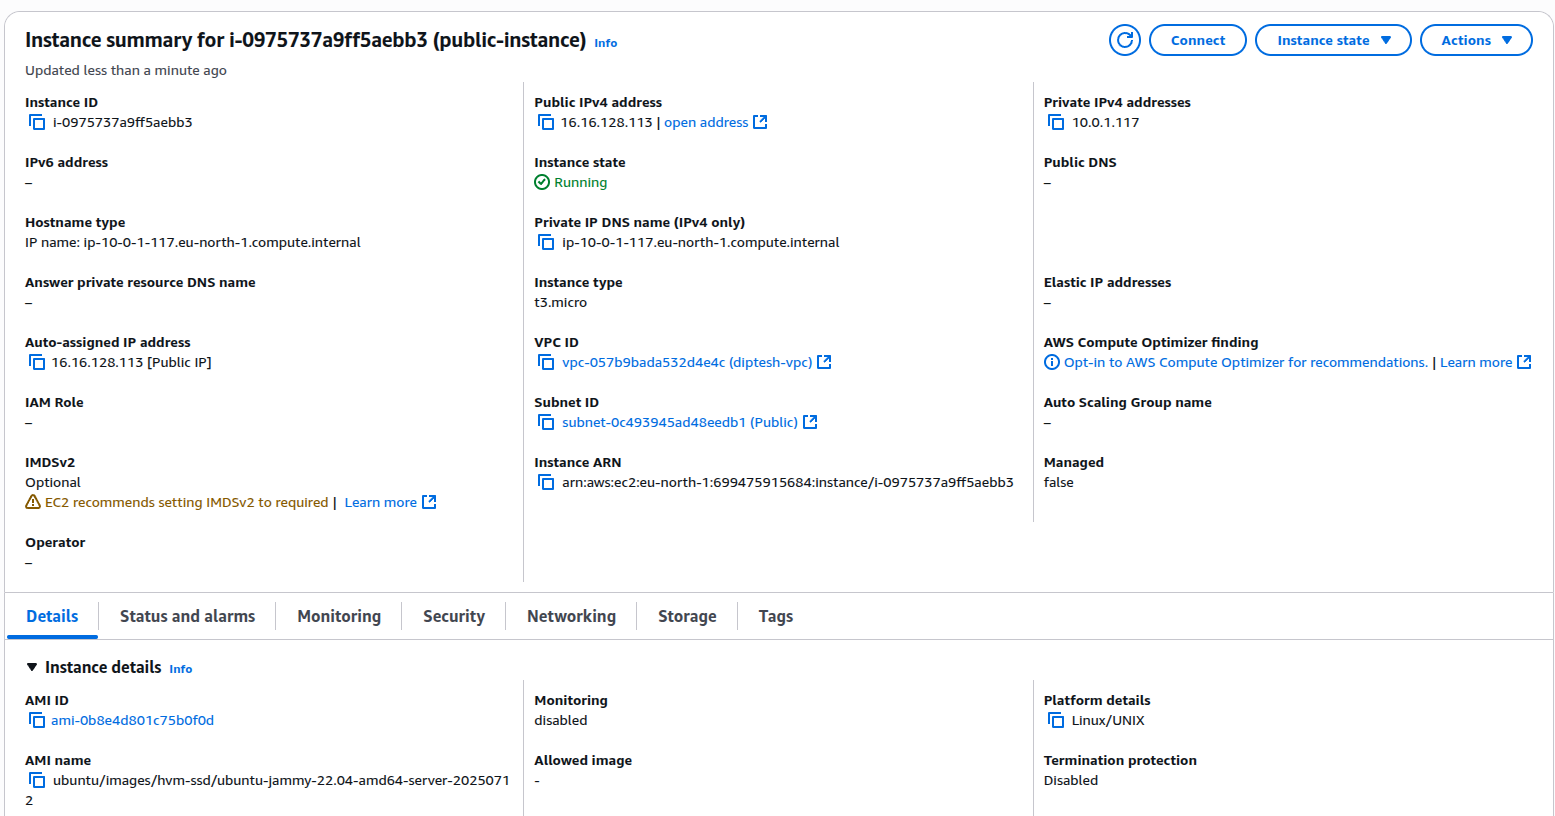 Instance summary for i-0975737a9ff5aebb3 (public-instance) Info
Connect
Instance state
Actions
Updated less than a minute ago
Instance ID
i-0975737a9ff5aebb3
Public IPv4 address
16.16.128.113 | open address
Private IPv4 addresses
10.0.1.117
IPv6 address
–
Instance state
Running
Public DNS
–
Hostname type
IP name: ip-10-0-1-117.eu-north-1.compute.internal
Private IP DNS name (IPv4 only)
ip-10-0-1-117.eu-north-1.compute.internal
Answer private resource DNS name
–
Instance type
t3.micro
Elastic IP addresses
–
Auto-assigned IP address
16.16.128.113 [Public IP]
VPC ID
vpc-057b9bada532d4e4c (diptesh-vpc)
AWS Compute Optimizer finding
Opt-in to AWS Compute Optimizer for recommendations. | Learn more
IAM Role
–
Subnet ID
subnet-0c493945ad48eedb1 (Public)
Auto Scaling Group name
–
IMDSv2
Optional
EC2 recommends setting IMDSv2 to required | Learn more
Instance ARN
arn:aws:ec2:eu-north-1:699475915684:instance/i-0975737a9ff5aebb3
Managed
false
Operator
–
Details
Status and alarms
Monitoring
Security
Networking
Storage
Tags
Instance details Info
AMI ID
ami-0b8e4d801c75b0f0d
Monitoring
disabled
Platform details
Linux/UNIX
AMI name
ubuntu/images/hvm-ssd/ubuntu-jammy-22.04-amd64-server-2025071
2
Allowed image
-
Termination protection
Disabled